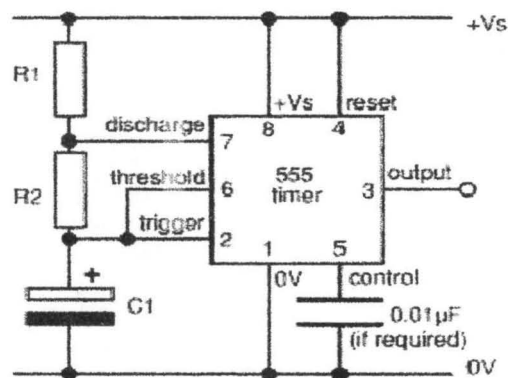 +Vs
R1
+Vs reset
discharge
8 4
7
threshold
555
output
R2
6
timer
3
trigger
2
1 5
+
0V control
C1
0.01µF
(if required)
0V